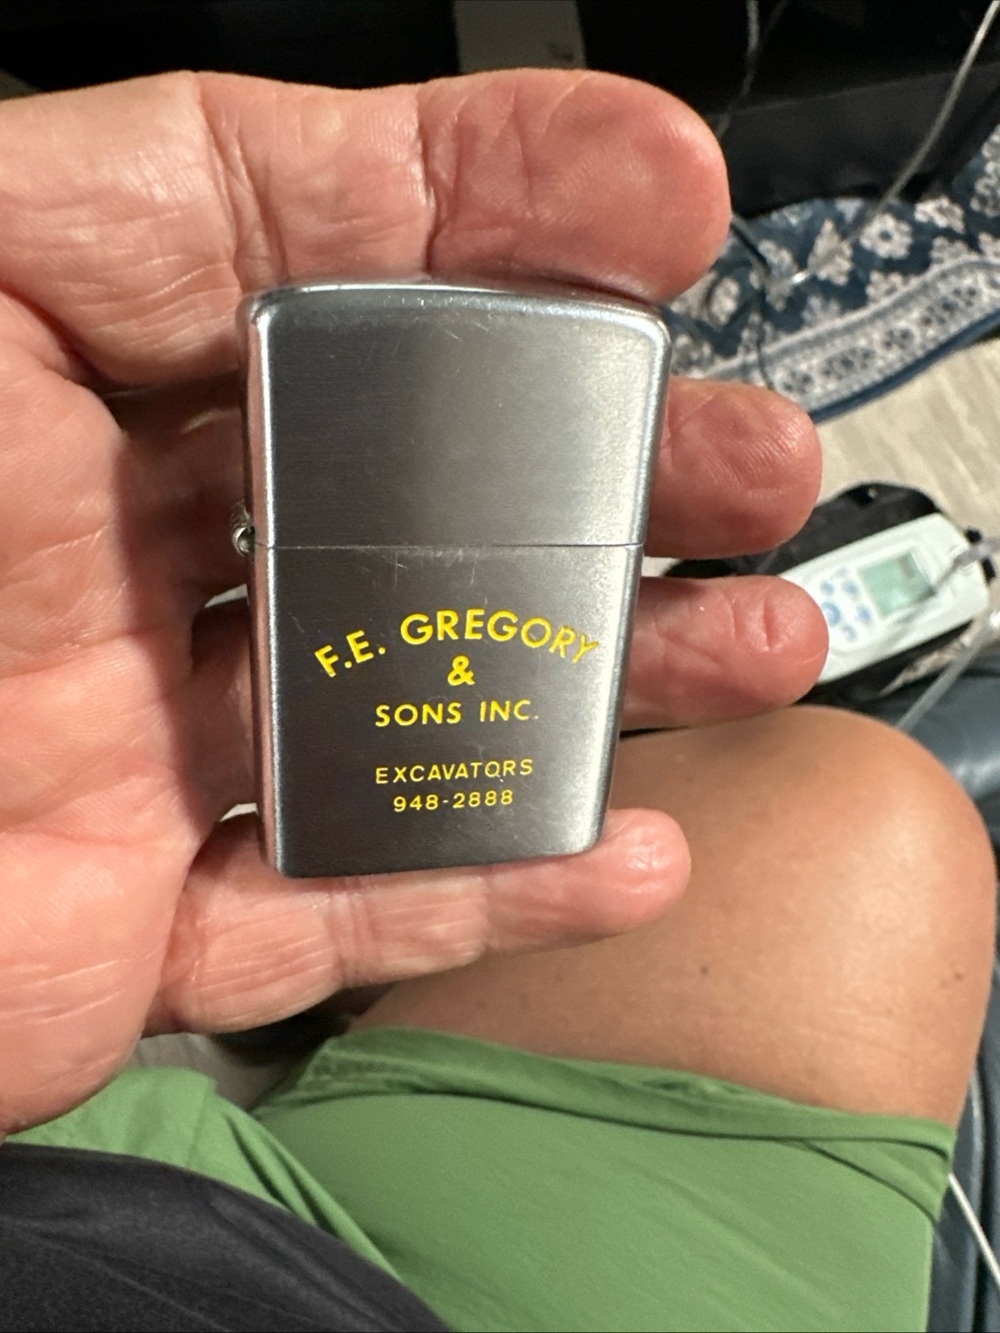 F.E. GREGORY
&
SONS INC.
EXCAVATORS
948-2888